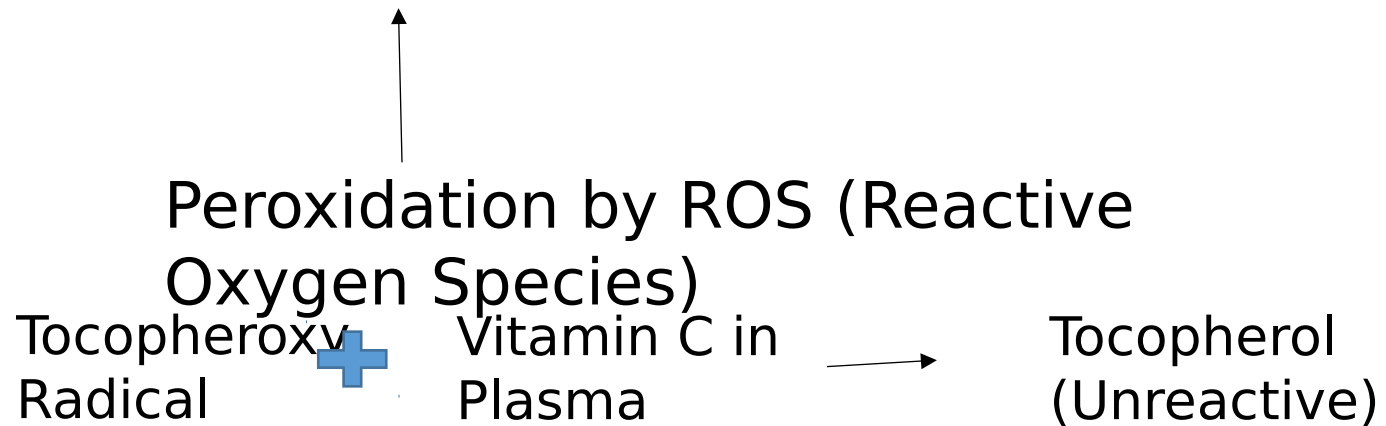 Peroxidation by ROS (Reactive
Oxygen Species)
Tocopheroxy
Radical
Vitamin C in
Plasma
Tocopherol
(Unreactive)